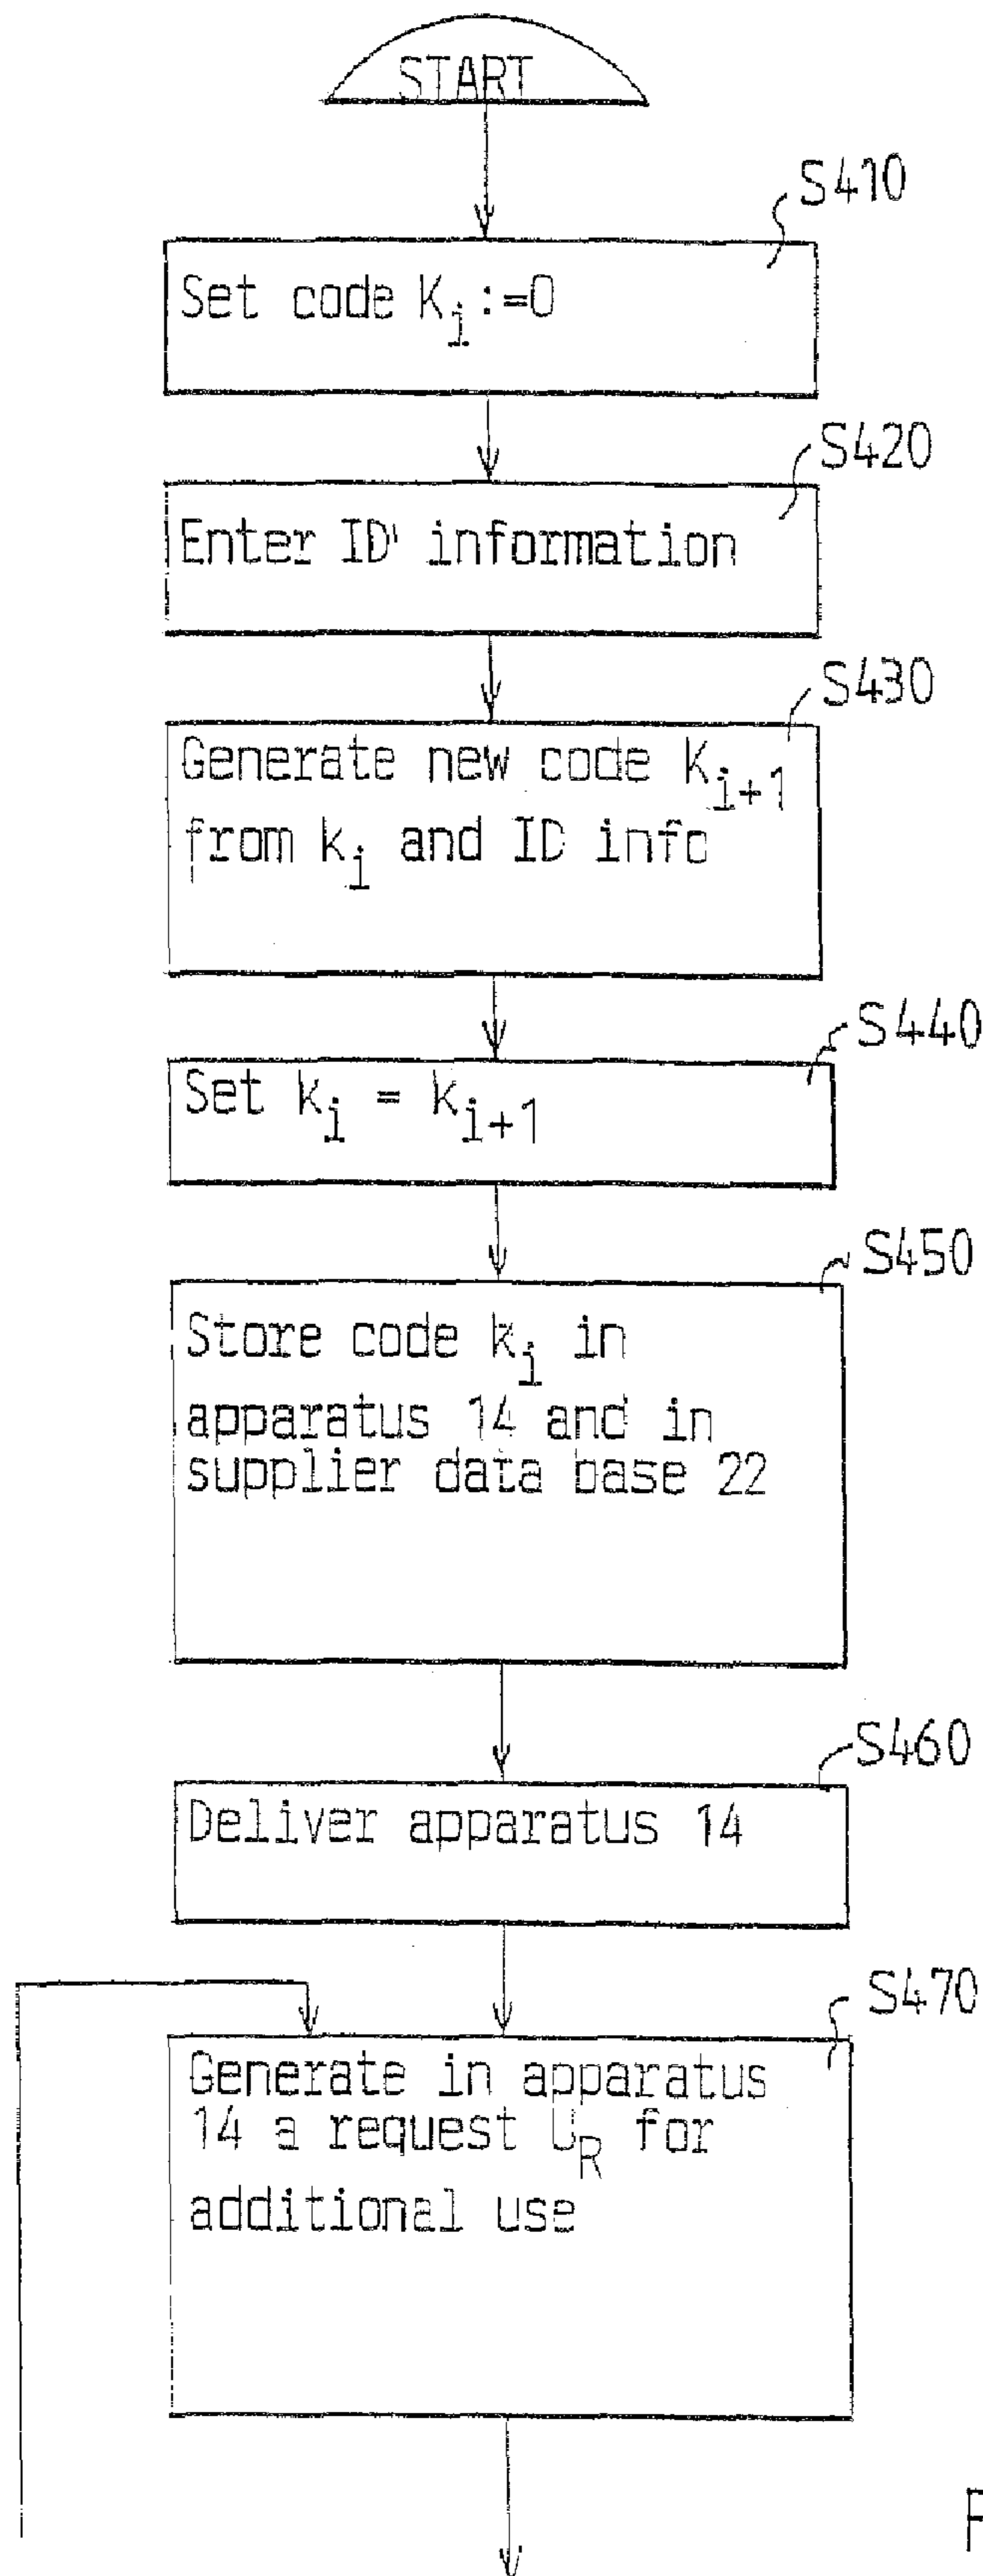 START
S410
Set code Ki:=0
S420
Enter ID' information
S430
Generate new code Ki+1
from ki and ID info
S440
Set ki = ki+1
S450
Store code ki in
apparatus 14 and in
supplier data base 22
S460
Deliver apparatus 14
S470
Generate in apparatus
14 a request UR for
additional use